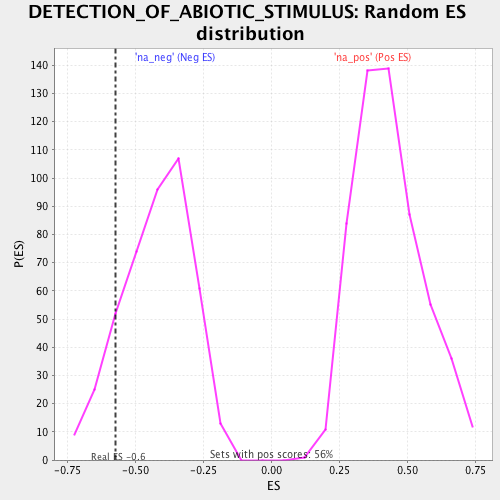 DETECTION_OF_ABIOTIC_STIMULUS: Random ES
distribution
'na_neg' (Neg ES)
'na_pos' (Pos ES)
140
130
120
110
100
90
80
70
60
50
40
30
20
10
0
P(ES)
Real ES -0.6
Sets with pos scores: 56%
-0.75
-0.50
-0.25
0.00
0.25
0.50
0.75
ES